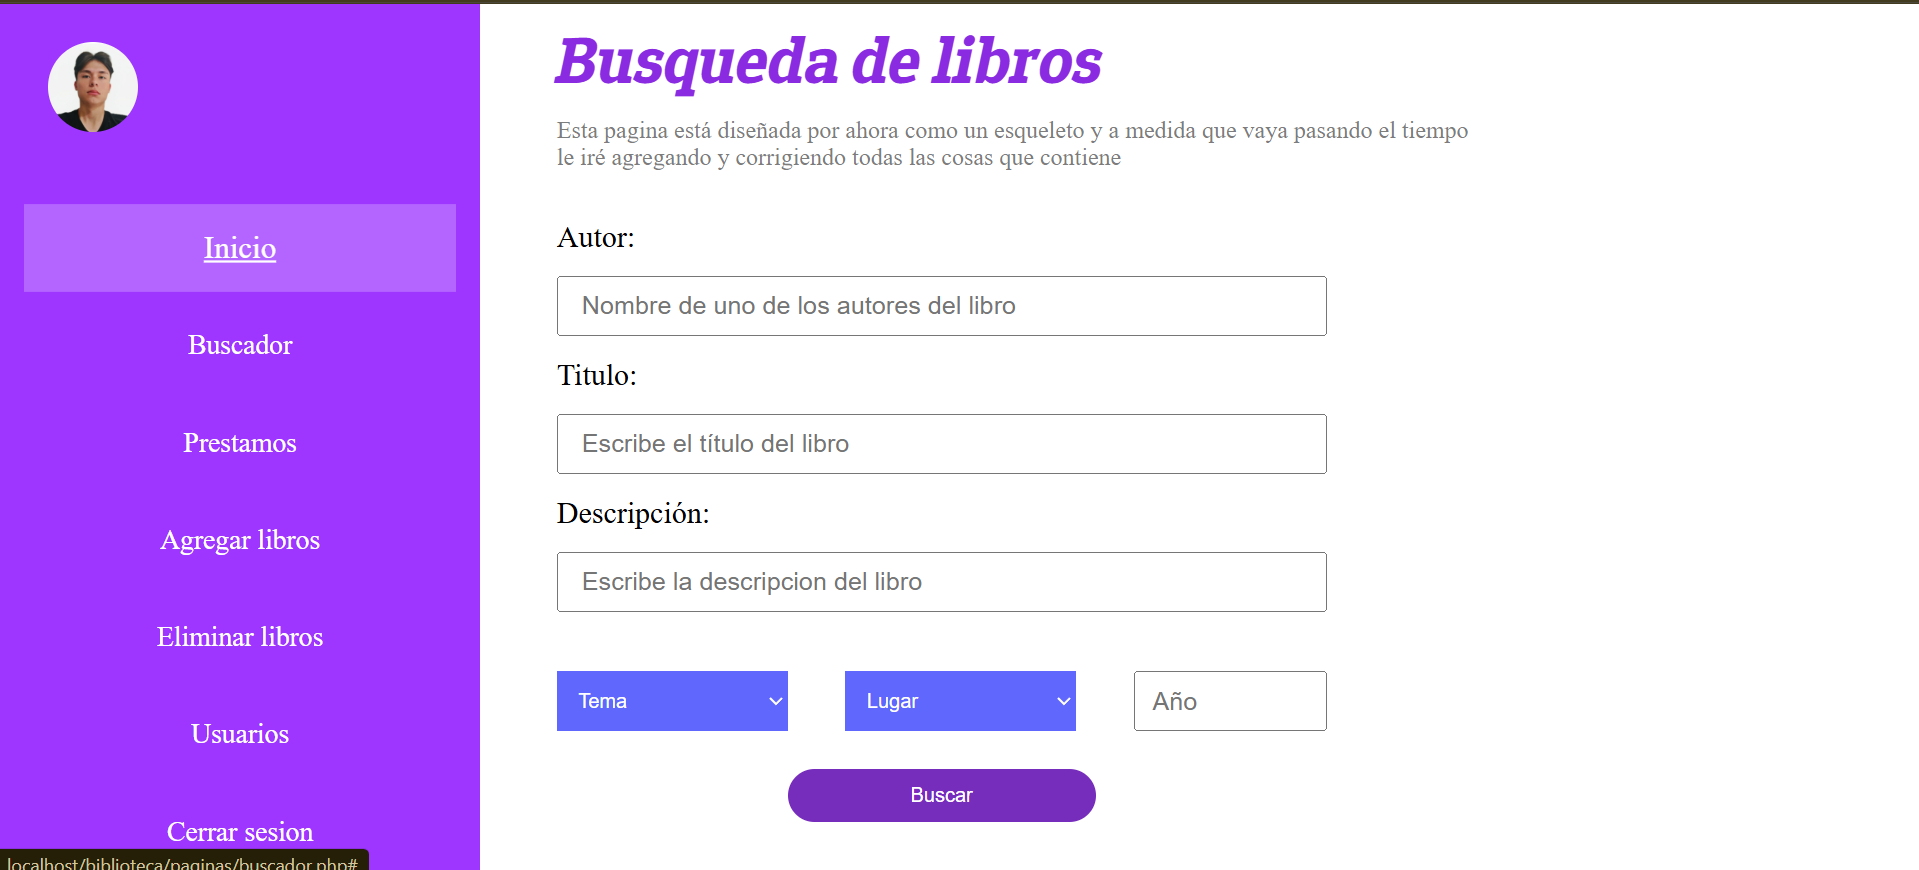 Inicio
Buscador
Prestamos
Agregar libros
Eliminar libros
Usuarios
Cerrar sesion
localhost/biblioteca/paginas/buscador.php#
Busqueda de libros
Esta pagina está diseñada por ahora como un esqueleto y a medida que vaya pasando el tiempo
le iré agregando y corrigiendo todas las cosas que contiene
Autor:
Nombre de uno de los autores del libro
Titulo:
Escribe el título del libro
Descripción:
Escribe la descripcion del libro
Tema
Lugar
Año
Buscar